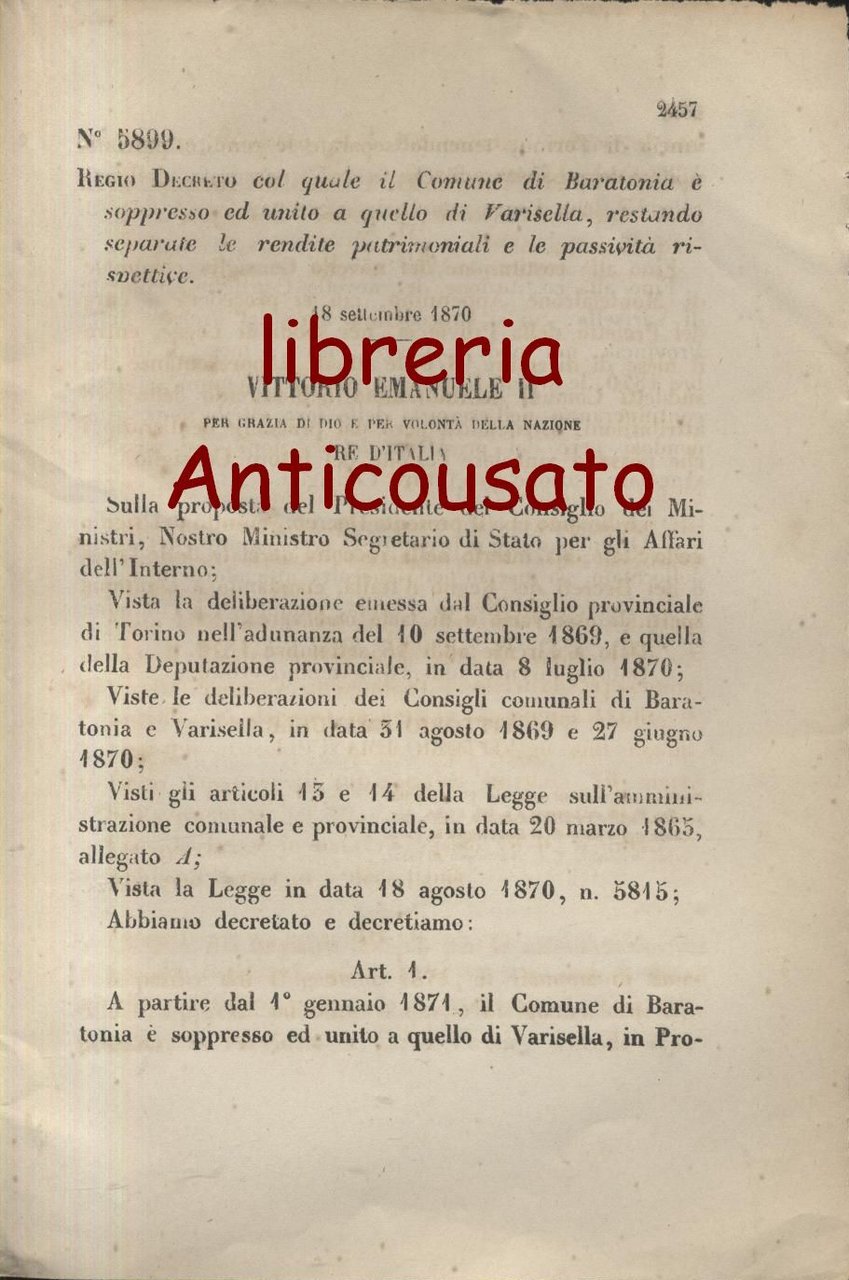 2457
N° 5899.
REGIO DECRETO col quale il Comune di Baratonia è
soppresso ed unito a quello di Varisella, restando
separate le rendite patrimoniali e le passività ri-
spettive.
18 settembre 1870
libreria
VITTORIO EMANUELE II
PER GRAZIA DI DIO E PER VOLONTÀ DELLA NAZIONE
RE D'ITALIA
Anticousato
Sulla proposta del Presidente del Consiglio dei Mi-
nistri, Nostro Ministro Segretario di Stato per gli Affari
dell'Interno;
Vista la deliberazione emessa dal Consiglio provinciale
di Torino nell'adunanza del 10 settembre 1869, e quella
della Deputazione provinciale, in data 8 luglio 1870;
Viste le deliberazioni dei Consigli comunali di Bara-
tonia e Varisella, in data 31 agosto 1869 e 27 giugno
1870;
Visti gli articoli 13 e 14 della Legge sull'ammini-
strazione comunale e provinciale, in data 20 marzo 1865,
allegato A;
Vista la Legge in data 18 agosto 1870, n. 5815;
Abbiamo decretato e decretiamo:
Art. 1.
A partire dal 1° gennaio 1871, il Comune di Bara-
tonia è soppresso ed unito a quello di Varisella, in Pro-